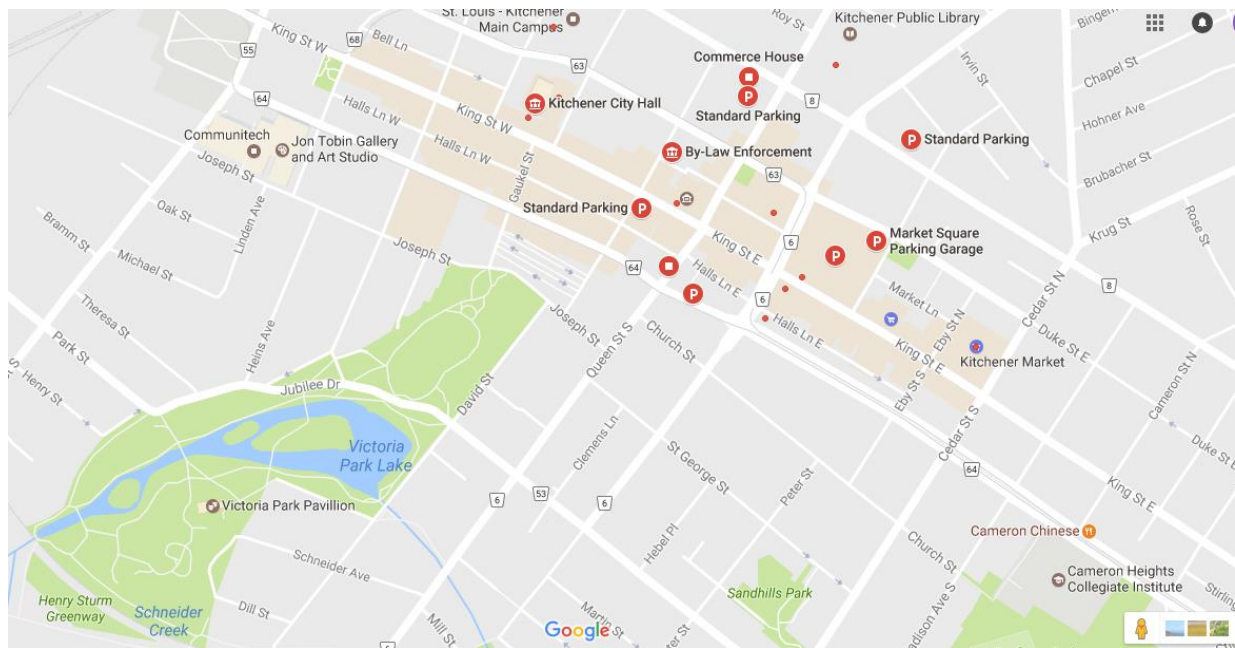 St. Louis - Kitchener
Main Campus
Roy St
Kitchener Public Library
Bingem
King St W
68
Bell Ln
55
63
Commerce House
Irvin St
Chapel St
64
Halls Ln W
Kitchener City Hall
8
Hohner Ave
Standard Parking
Communitech
Jon Tobin Gallery
and Art Studio
King St W
By-Law Enforcement
Standard Parking
Joseph St
Halls Ln W
Gaukel St
63
Brubacher St
Oak St
Linden Ave
Standard Parking
Rose St
Bramm St
Michael St
Joseph St
King St E
6
Market Square
Parking Garage
Krug St
64
Halls Ln E
Cedar St N
8
Theresa St
Heins Ave
Joseph St
Church St
6
Market Ln
Park St
Queen St S
Halls Ln E
Eby St N
Duke St E
King St E
Kitchener Market
Henry St
Jubilee Dr
David St
Eby St S
Cameron St N
Cedar St S
Victoria
Park Lake
Clemens Ln
St George St
Duke St E
64
Peter St
King St E
Victoria Park Pavillion
6
53
6
Cameron Chinese
Hebel Pl
Church St
Schneider Ave
Cameron Heights
Collegiate Institute
Sandhills Park
Stirling
Henry Sturm
Greenway
Schneider
Creek
Dill St
Mill St
Google
Martin St
ter St
adison Ave S